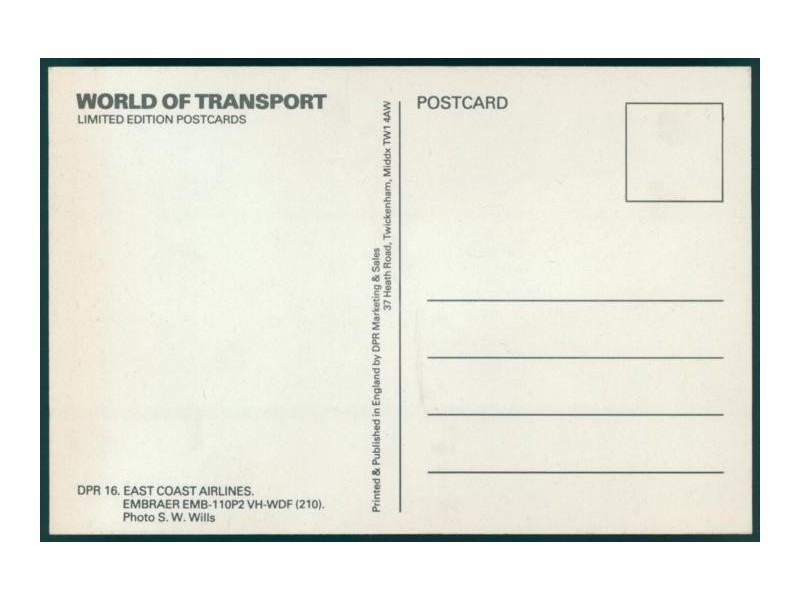 WORLD OF TRANSPORT
LIMITED EDITION POSTCARDS
DPR 16. EAST COAST AIRLINES.
EMBRAER EMB-110P2 VH-WDF (210).
Photo S. W. Wills
Printed & Published in England by DPR Marketing & Sales
37 Heath Road, Twickenham, Middx TW1 4AW
POSTCARD